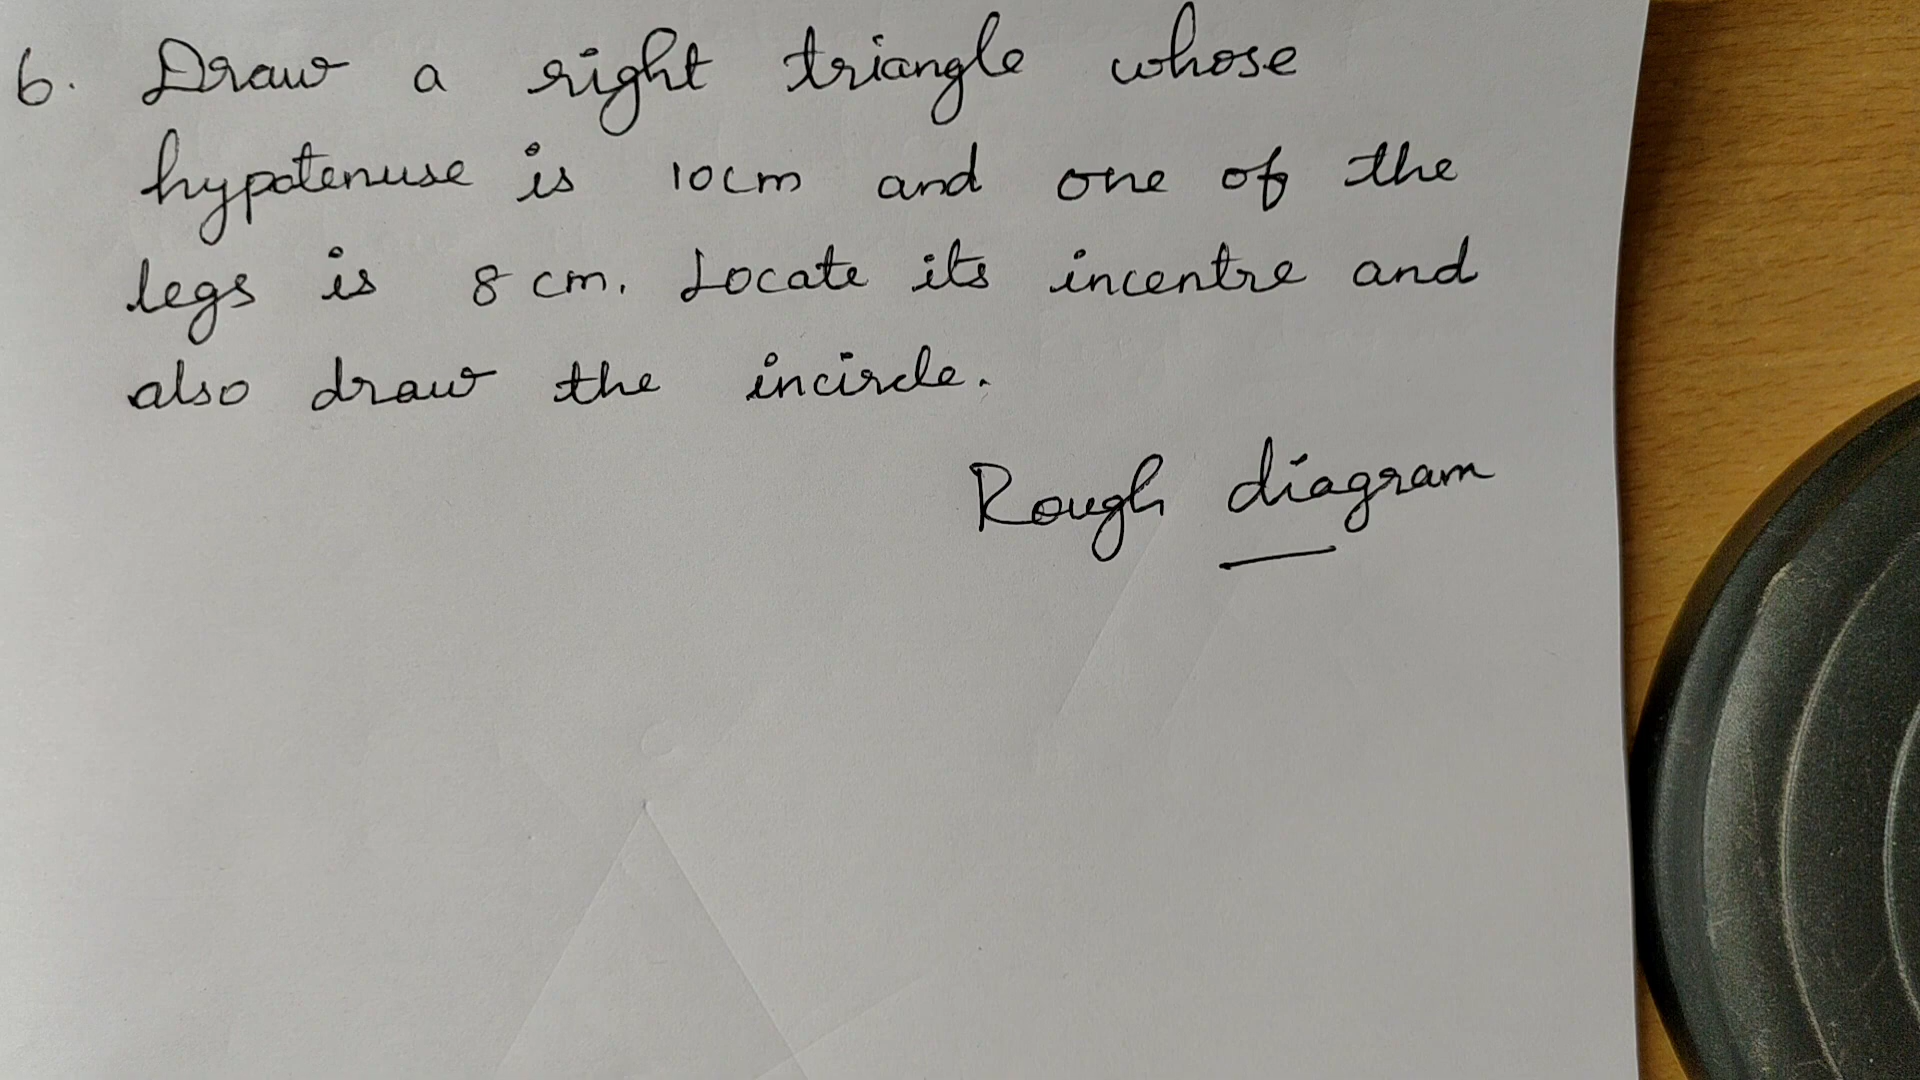 6. Draw a right triangle whose
hypotenuse is 10cm and one of the
legs is 8 cm. Locate its incentre and
also draw the incircle.
Rough diagram